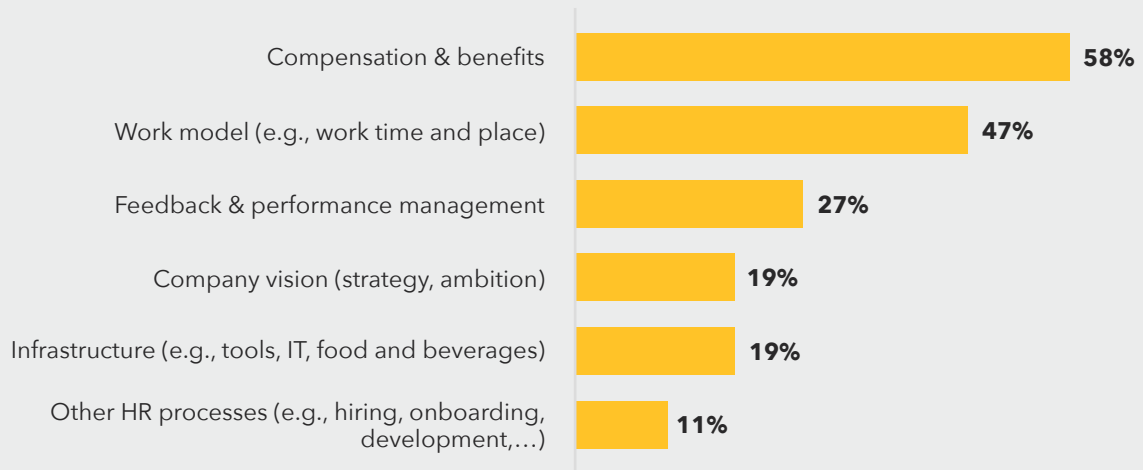 Compensation & benefits 58%
Work model (e.g., work time and place) 47%
Feedback & performance management 27%
Company vision (strategy, ambition) 19%
Infrastructure (e.g., tools, IT, food and beverages) 19%
Other HR processes (e.g., hiring, onboarding,
development,…) 11%